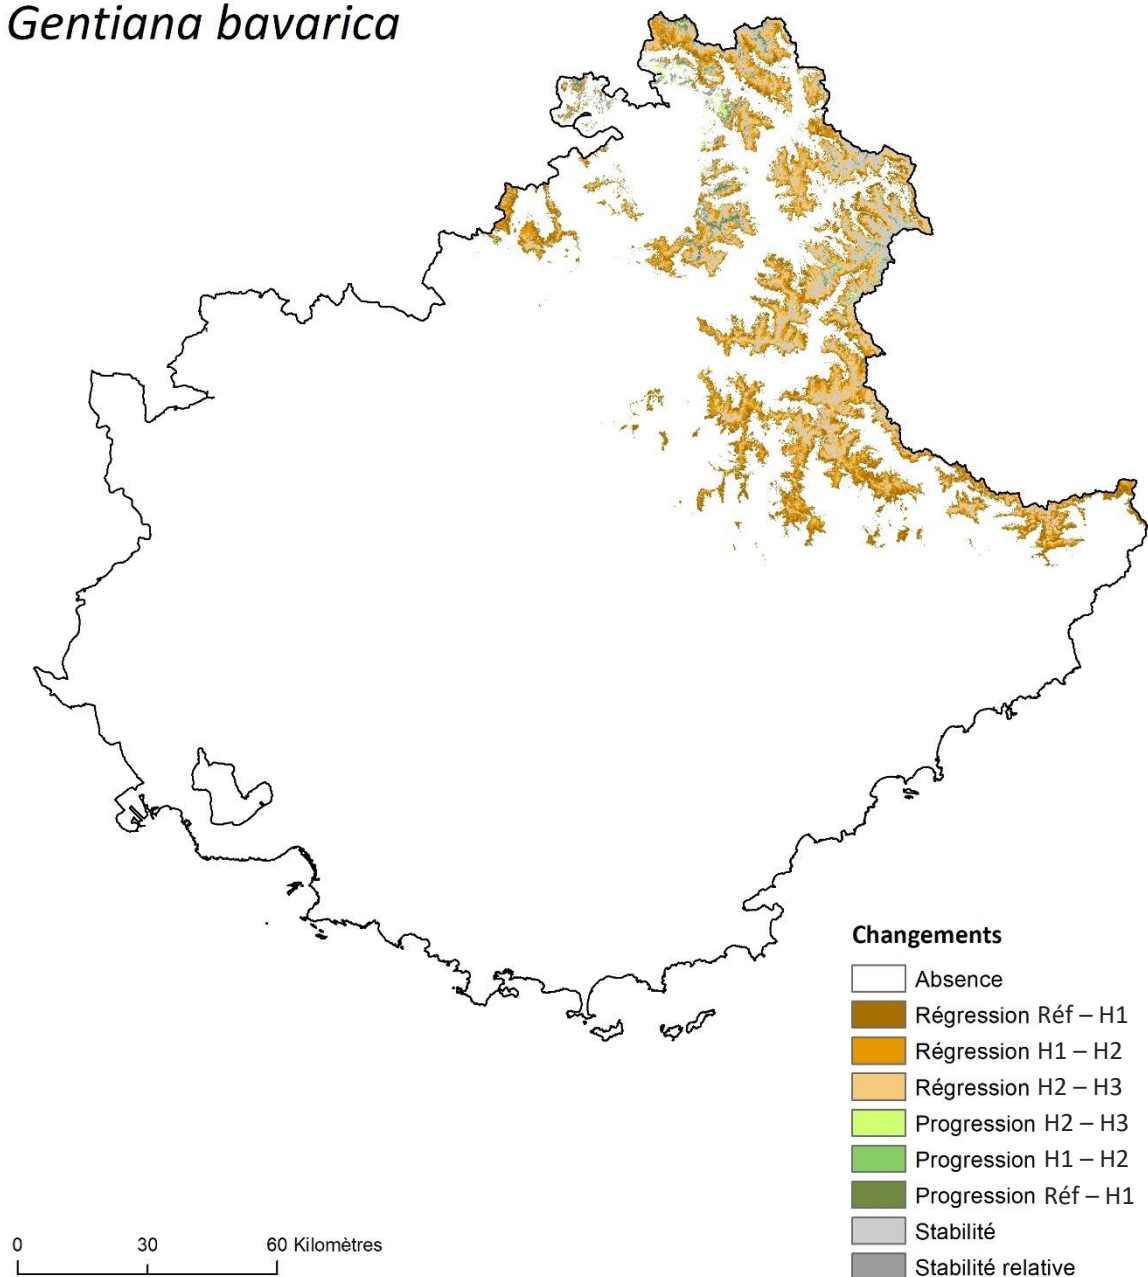 Gentiana bavarica
Changements
Absence
Régression Réf – H1
Régression H1 – H2
Régression H2 – H3
Progression H2 – H3
Progression H1 – H2
Progression Réf – H1
Stabilité
Stabilité relative
0 30 60 Kilomètres